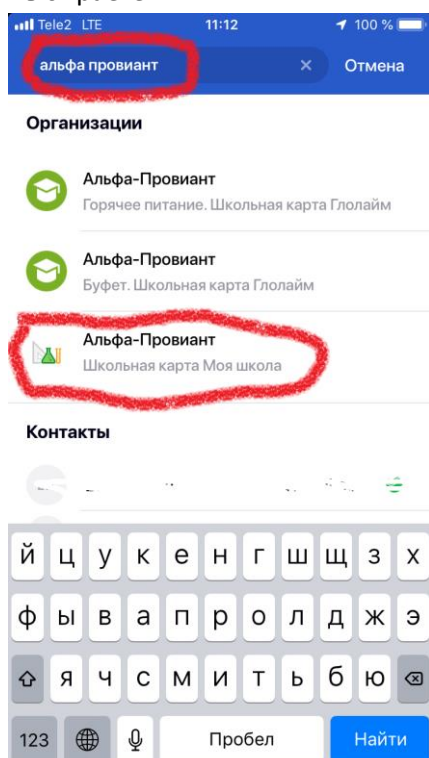 Tele2 LTE 11:12 100 %
альфа провиант × Отмена
Организации
Альфа-Провиант
Горячее питание. Школьная карта Глолайм
Альфа-Провиант
Буфет. Школьная карта Глолайм
Альфа-Провиант
Школьная карта Моя школа
Контакты
й ц у к е н г ш щ з х
ф ы в а п р о л д ж э
я ч с м и т ь б ю
123 Пробел Найти